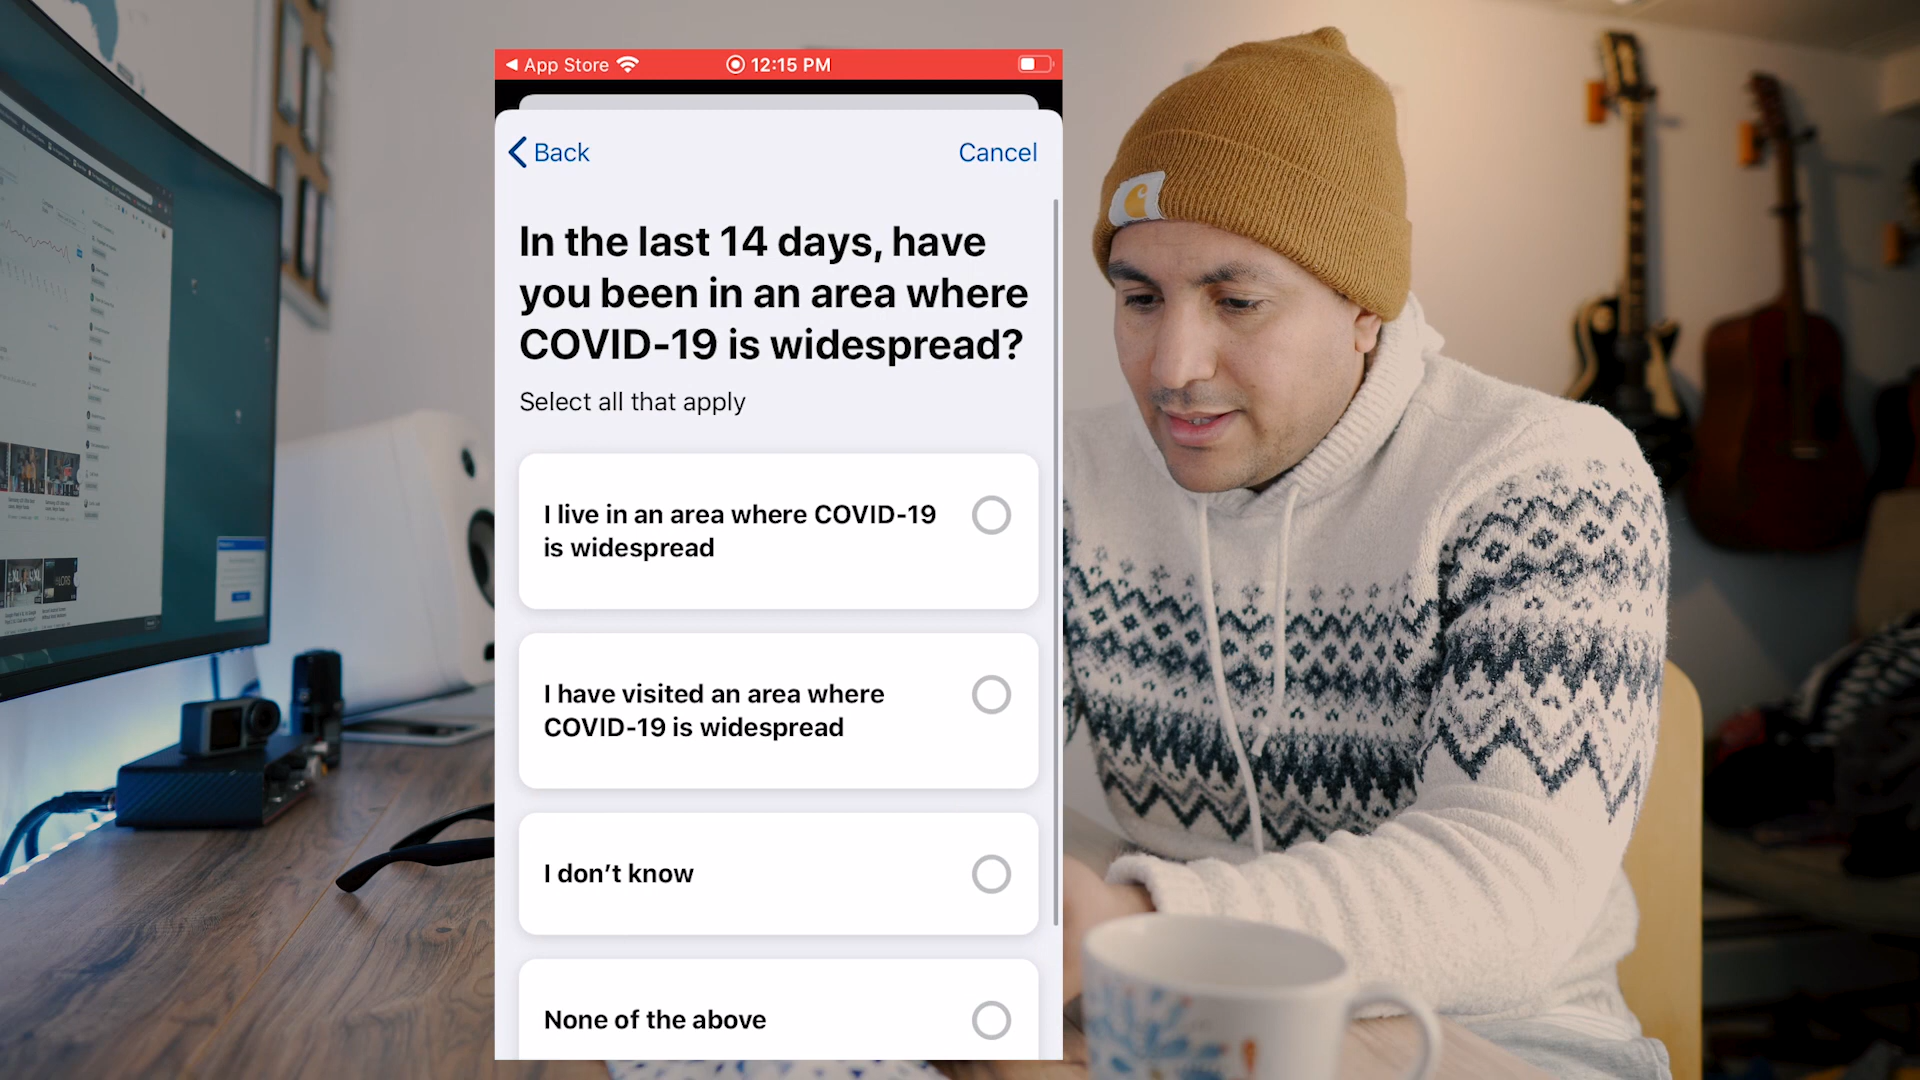 App Store
12:15 PM
Back
Cancel
In the last 14 days, have
you been in an area where
COVID-19 is widespread?
Select all that apply
I live in an area where COVID-19
is widespread
I have visited an area where
COVID-19 is widespread
I don’t know
None of the above